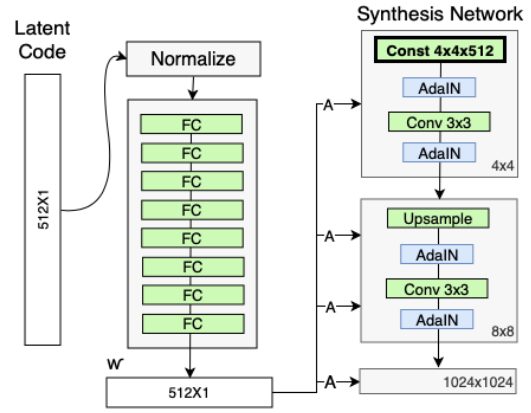 Latent
Code
512X1
Normalize
FC
FC
FC
FC
FC
FC
FC
FC
w
512X1
Synthesis Network
Const 4x4x512
AdaIN
Conv 3x3
AdaIN
4x4
A
Upsample
AdaIN
Conv 3x3
AdaIN
8x8
A
A
A
1024x1024